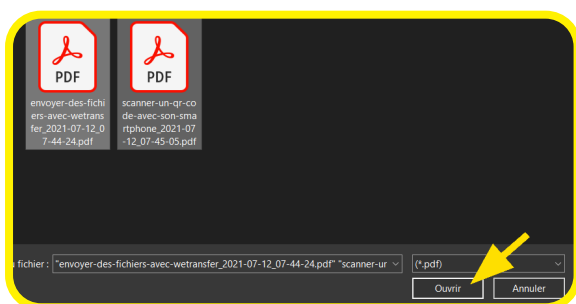 PDF
envoyer-des-fichi
ers-avec-wetrans
fer_2021-07-12_0
7-44-24.pdf
PDF
scanner-un-qr-co
de-avec-son-sma
rtphone_2021-07
-12_07-45-05.pdf
fichier : "envoyer-des-fichiers-avec-wetransfer_2021-07-12_07-44-24.pdf" "scanner-ur (*.pdf)
Ouvrir Annuler